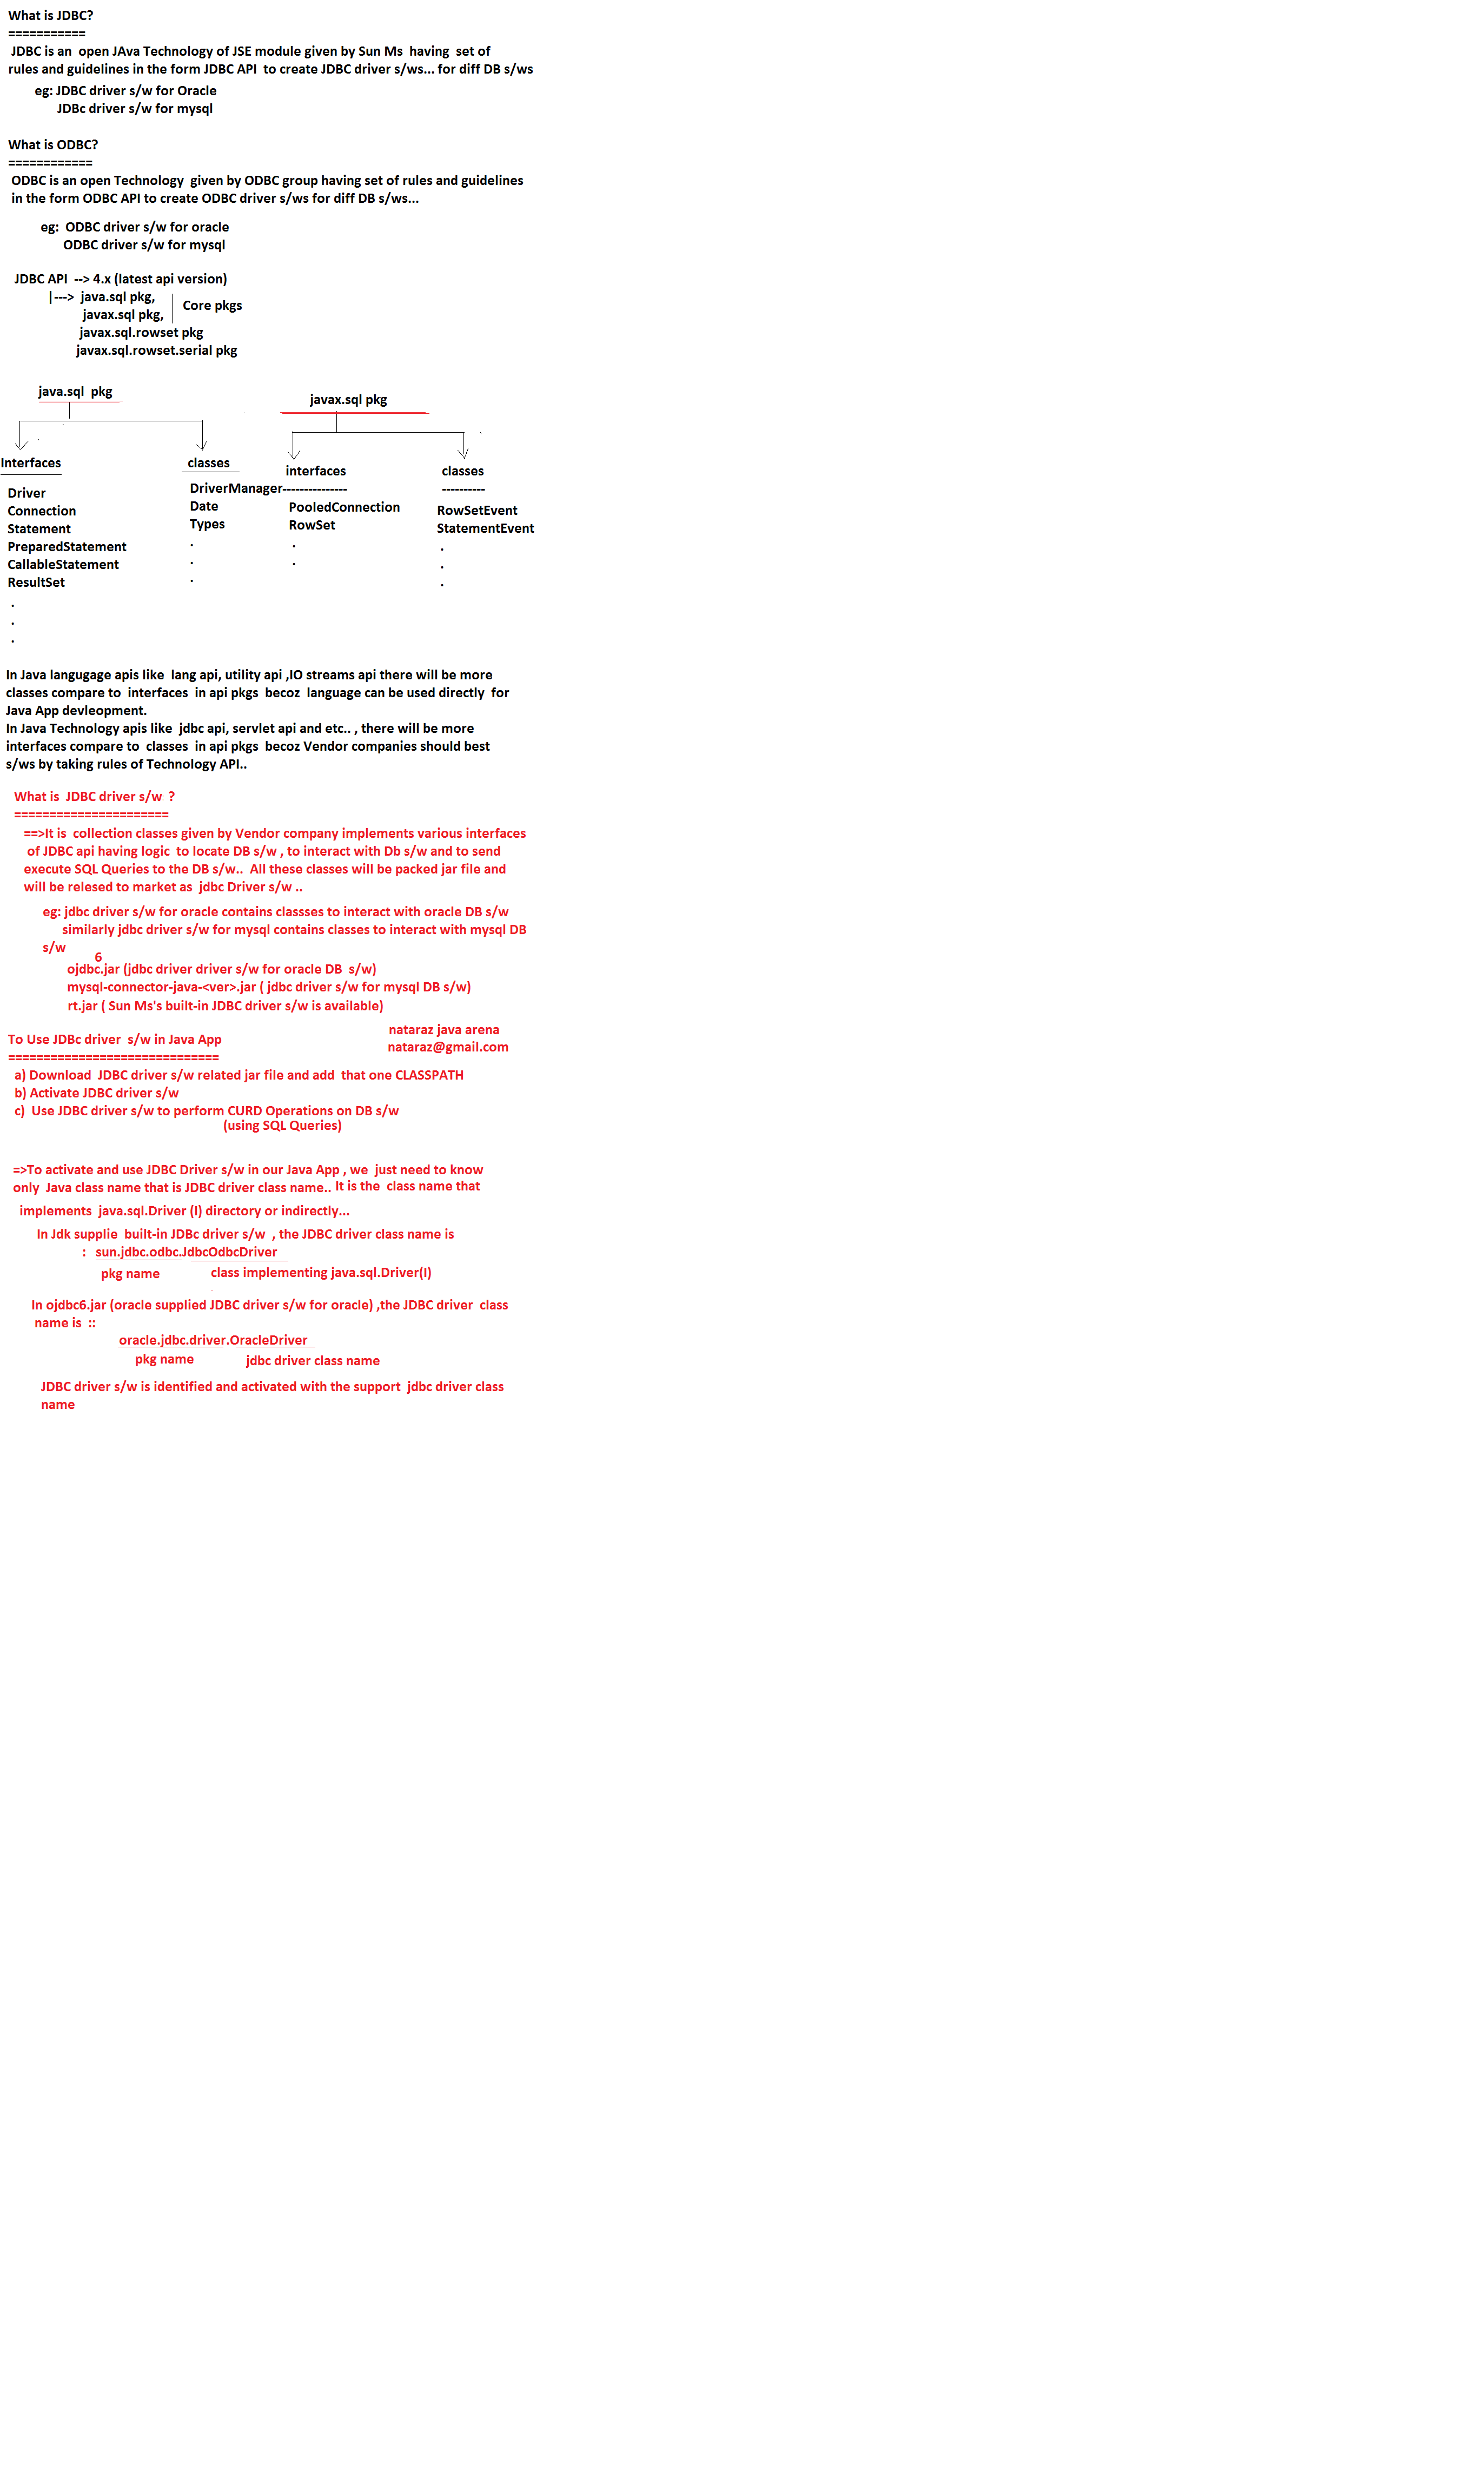 What is JDBC?
===========
JDBC is an open JAva Technology of JSE module given by Sun Ms having set of
rules and guidelines in the form JDBC API to create JDBC driver s/ws... for diff DB s/ws
eg: JDBC driver s/w for Oracle
JDBc driver s/w for mysql
What is ODBC?
============
ODBC is an open Technology given by ODBC group having set of rules and guidelines
in the form ODBC API to create ODBC driver s/ws for diff DB s/ws...
eg: ODBC driver s/w for oracle
ODBC driver s/w for mysql
JDBC API --> 4.x (latest api version)
|---> java.sql pkg,
Core pkgs
javax.sql pkg,
javax.sql.rowset pkg
javax.sql.rowset.serial pkg
java.sql pkg
Interfaces
Driver
Connection
Statement
PreparedStatement
CallableStatement
ResultSet
.
.
.
classes
DriverManager
Date
Types
.
.
.
javax.sql pkg
interfaces
---------------
PooledConnection
RowSet
.
.
classes
----------
RowSetEvent
StatementEvent
.
.
.
In Java langugage apis like lang api, utility api ,IO streams api there will be more
classes compare to interfaces in api pkgs becoz language can be used directly for
Java App devleopment.
In Java Technology apis like jdbc api, servlet api and etc.. , there will be more
interfaces compare to classes in api pkgs becoz Vendor companies should best
s/ws by taking rules of Technology API..
What is JDBC driver s/w ?
======================
==>It is collection classes given by Vendor company implements various interfaces
of JDBC api having logic to locate DB s/w , to interact with Db s/w and to send
execute SQL Queries to the DB s/w.. All these classes will be packed jar file and
will be relesed to market as jdbc Driver s/w ..
eg: jdbc driver s/w for oracle contains classses to interact with oracle DB s/w
similarly jdbc driver s/w for mysql contains classes to interact with mysql DB
s/w
6
ojdbc.jar (jdbc driver driver s/w for oracle DB s/w)
mysql-connector-java-<ver>.jar ( jdbc driver s/w for mysql DB s/w)
rt.jar ( Sun Ms's built-in JDBC driver s/w is available)
nataraz java arena
nataraz@gmail.com
To Use JDBc driver s/w in Java App
==============================
a) Download JDBC driver s/w related jar file and add that one CLASSPATH
b) Activate JDBC driver s/w
c) Use JDBC driver s/w to perform CURD Operations on DB s/w
(using SQL Queries)
=>To activate and use JDBC Driver s/w in our Java App , we just need to know
only Java class name that is JDBC driver class name.. It is the class name that
implements java.sql.Driver (I) directory or indirectly...
In Jdk supplie built-in JDBc driver s/w , the JDBC driver class name is
: sun.jdbc.odbc.JdbcOdbcDriver
pkg name class implementing java.sql.Driver(I)
In ojdbc6.jar (oracle supplied JDBC driver s/w for oracle) ,the JDBC driver class
name is ::
oracle.jdbc.driver.OracleDriver
pkg name jdbc driver class name
JDBC driver s/w is identified and activated with the support jdbc driver class
name